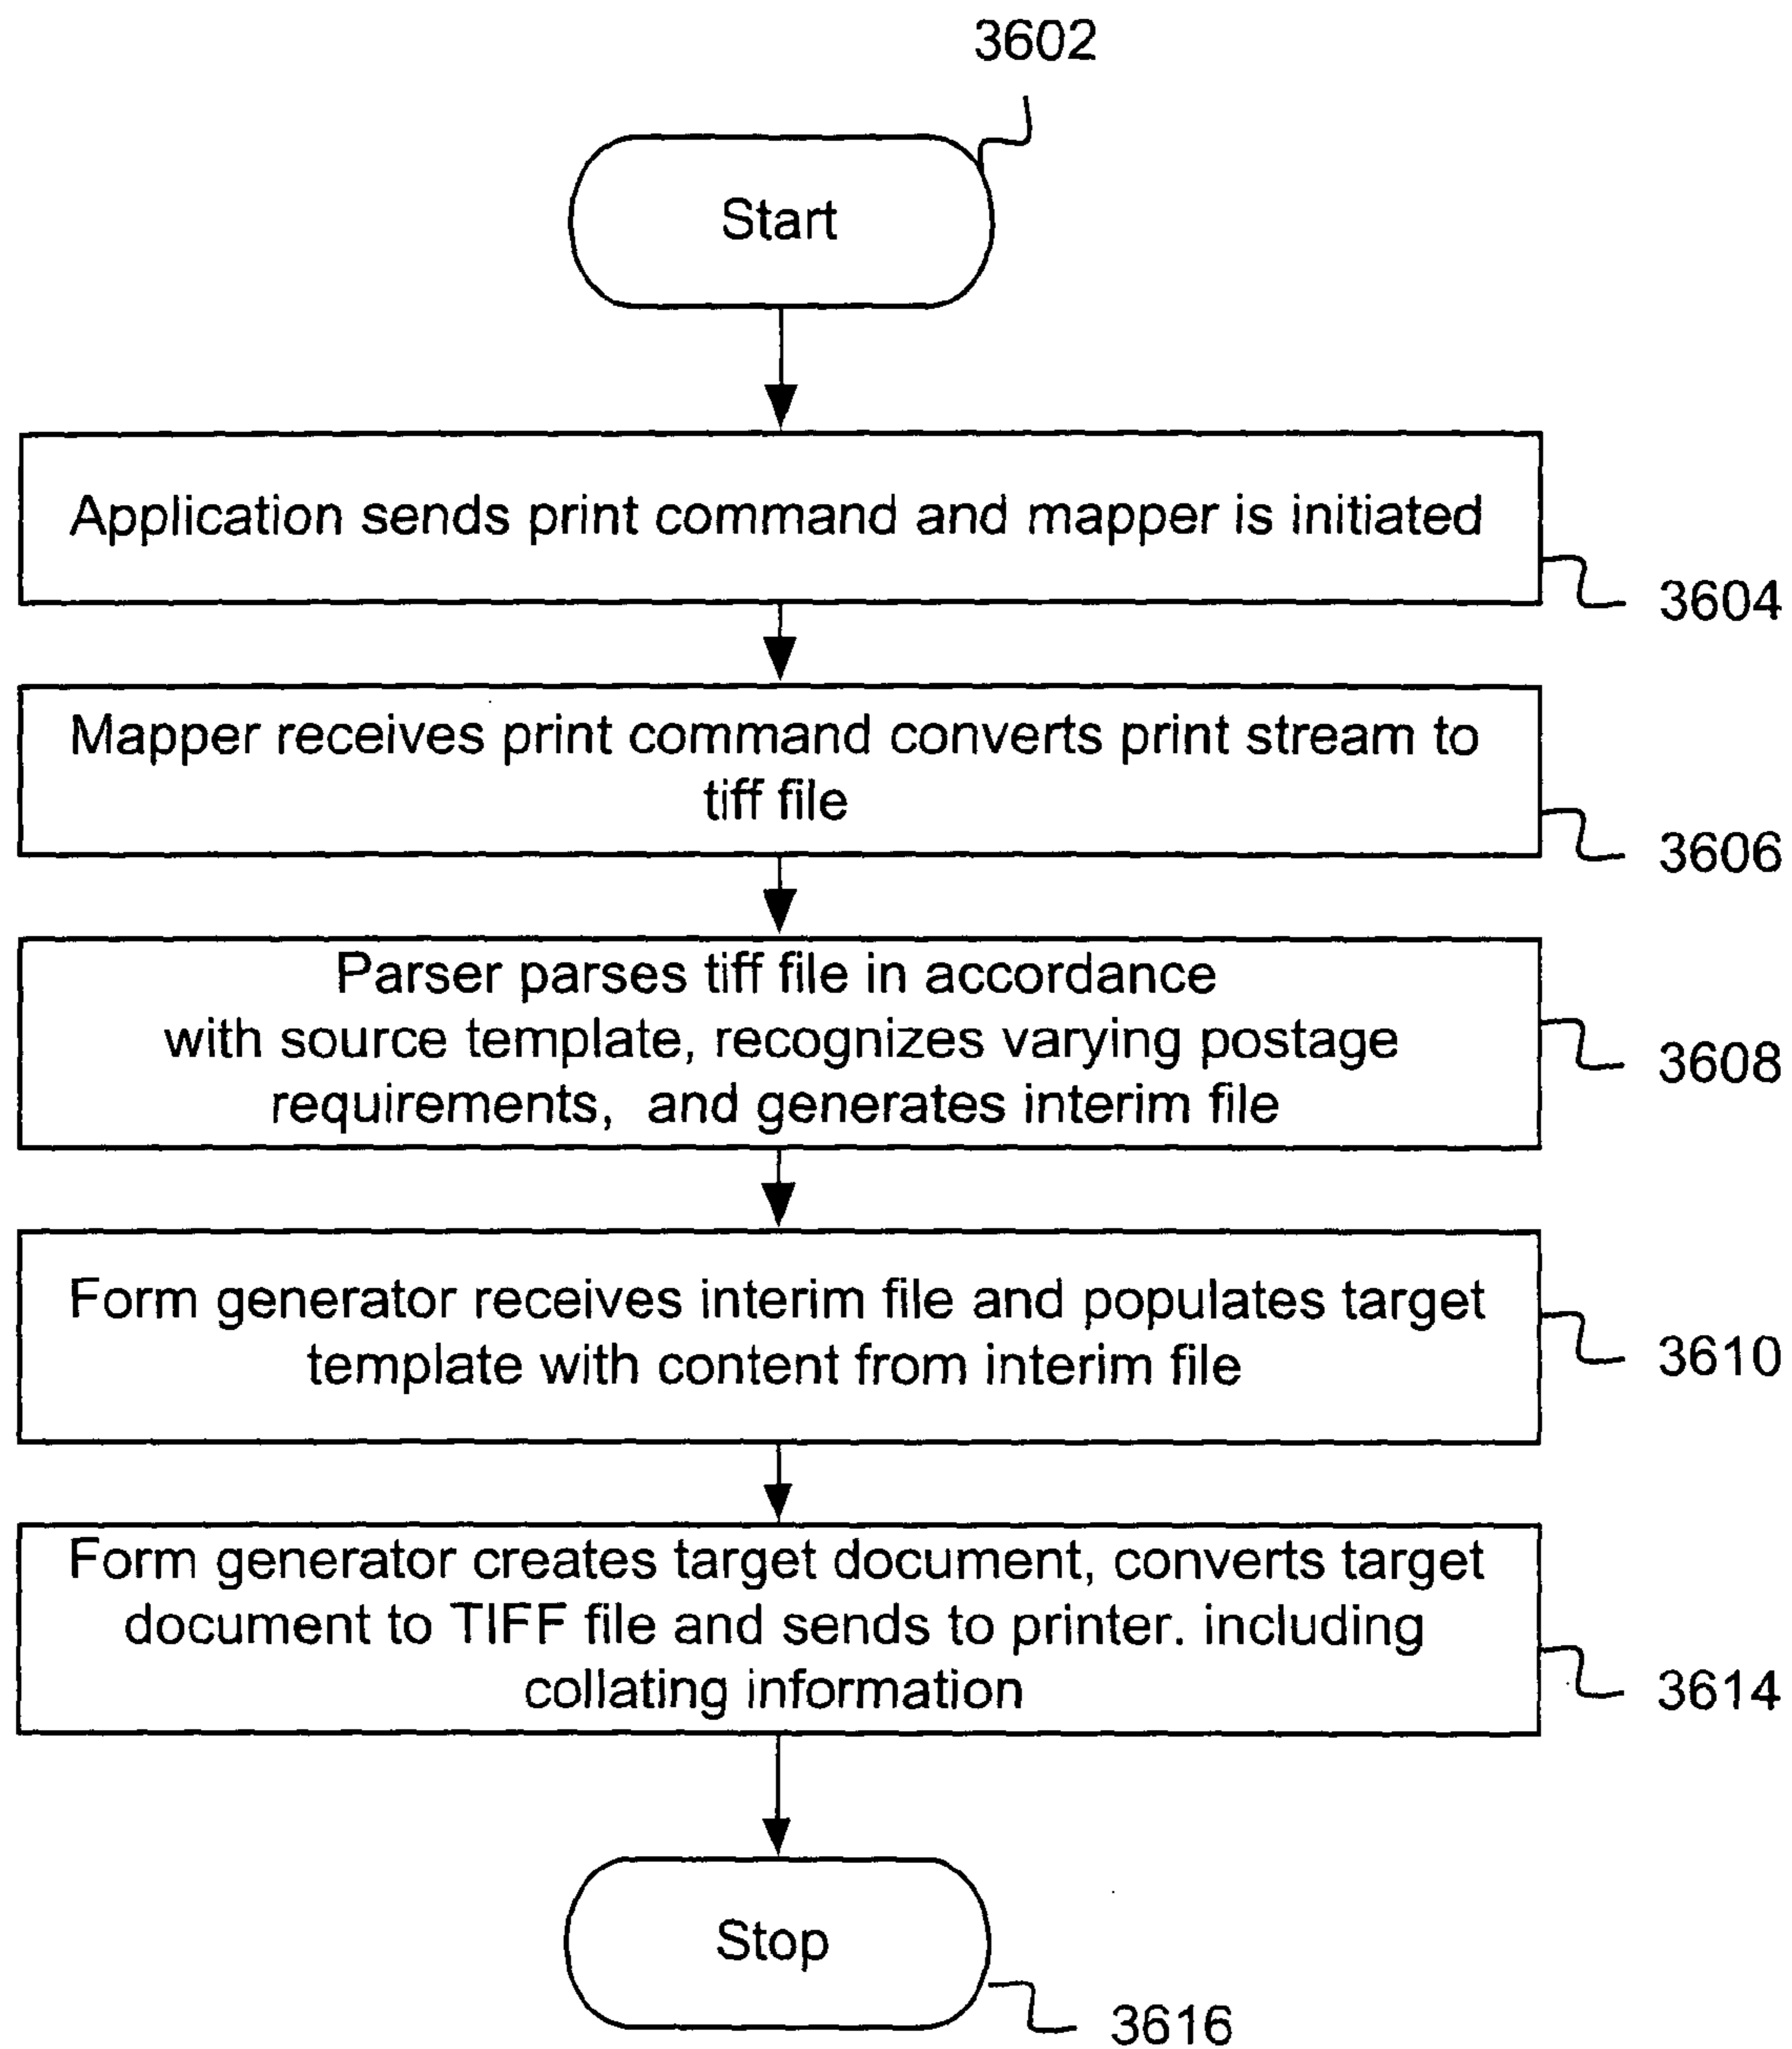 3602
Start
Application sends print command and mapper is initiated
3604
Mapper receives print command converts print stream to
tiff file
3606
Parser parses tiff file in accordance
with source template, recognizes varying postage
requirements, and generates interim file
3608
Form generator receives interim file and populates target
template with content from interim file
3610
Form generator creates target document, converts target
document to TIFF file and sends to printer. including
collating information
3614
Stop
3616